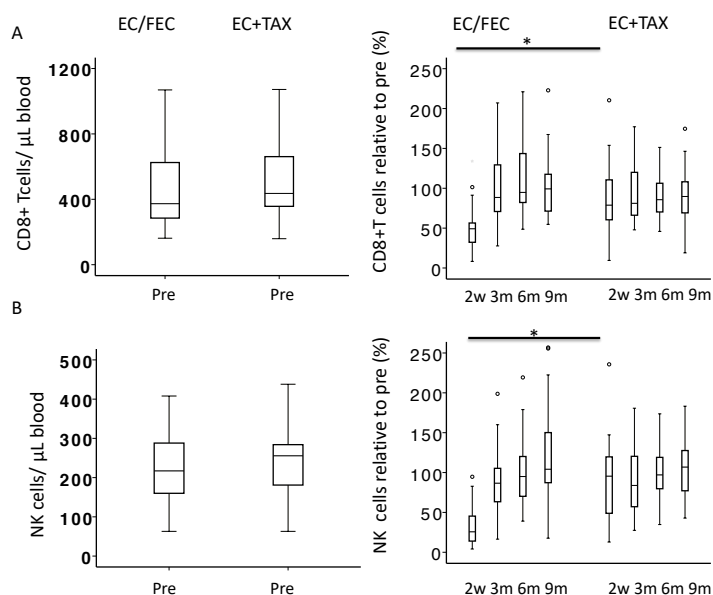 A
EC/FEC EC+TAX
CD8+ Tcells/ µL blood
1200
800
400
0
Pre Pre
EC/FEC EC+TAX
*
CD8+T cells relative to pre (%)
250
200
150
100
50
0
2w 3m 6m 9m 2w 3m 6m 9m
B
NK cells/ µL blood
500
400
300
200
100
0
Pre Pre
*
NK cells relative to pre (%)
250
200
150
100
50
0
2w 3m 6m 9m 2w 3m 6m 9m